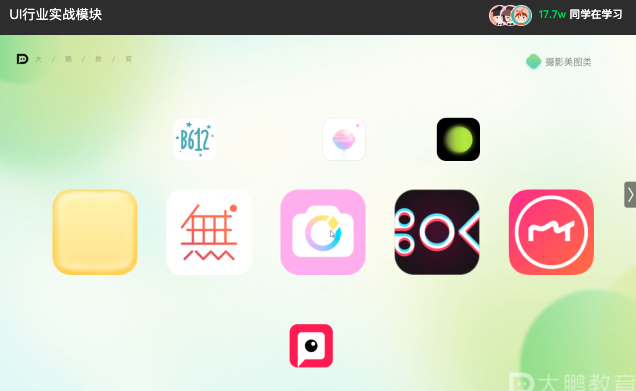 UI行业实战模块
17.7w 同学在学习
大 / 鹏 / 教 / 育
摄影美图类
B612
無
大鹏教育